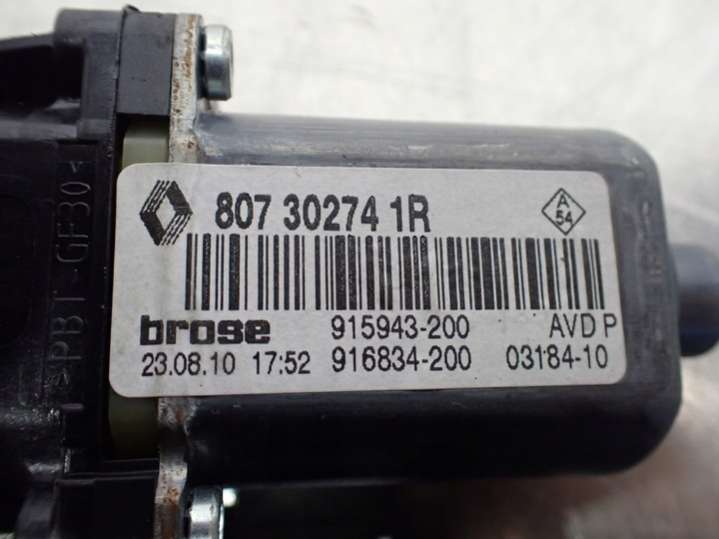 807 30274 1R
A
54
brose 915943-200 AVD P
23.08.10 17:52 916834-200 03184-10
>PBT-GF30<